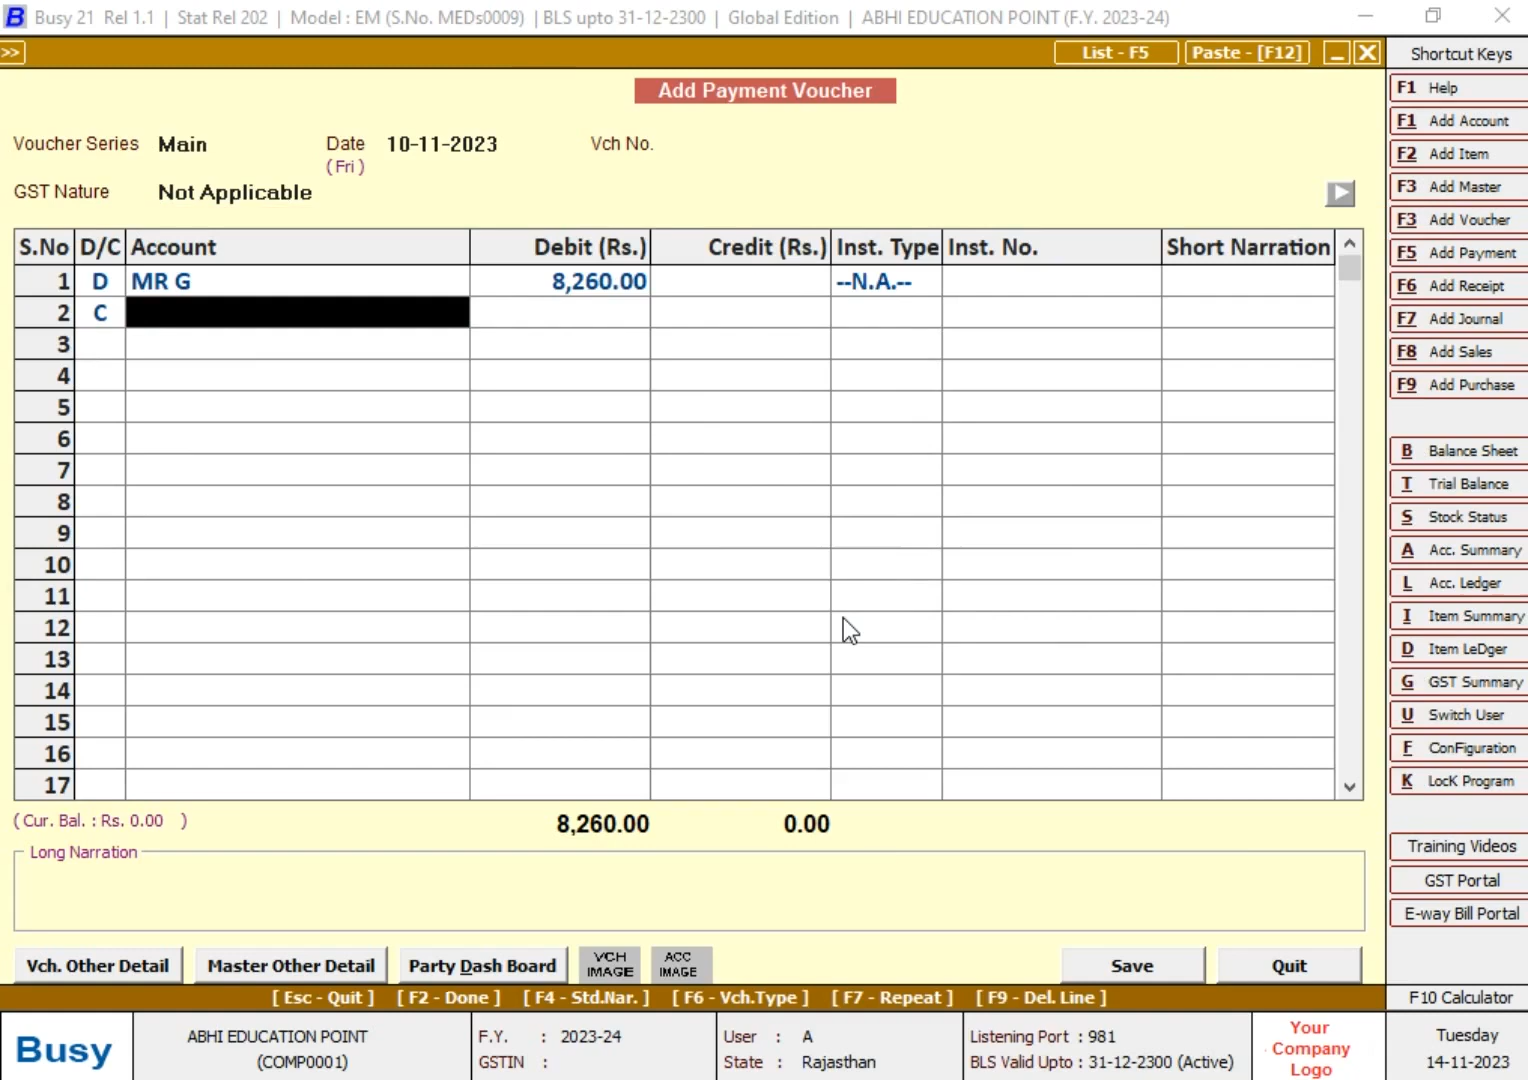 B Busy 21 Rel 1.1 | Stat Rel 202 | Model : EM (S.No. MEDs0009) | BLS upto 31-12-2300 | Global Edition | ABHI EDUCATION POINT (F.Y. 2023-24)
>> List - F5 Paste - [F12]
Shortcut Keys
Add Payment Voucher
Voucher Series Main Date 10-11-2023 Vch No.
( Fri )
GST Nature Not Applicable
S.No D/C Account Debit (Rs.) Credit (Rs.) Inst. Type Inst. No. Short Narration
1 D MR G 8,260.00 --N.A.--
2 C
3
4
5
6
7
8
9
10
11
12
13
14
15
16
17
( Cur. Bal. : Rs. 0.00 ) 8,260.00 0.00
Long Narration
Vch. Other Detail Master Other Detail Party Dash Board VCH IMAGE ACC IMAGE Save Quit
[ Esc - Quit ] [ F2 - Done ] [ F4 - Std.Nar. ] [ F6 - Vch.Type ] [ F7 - Repeat ] [ F9 - Del. Line ]
F1 Help
F1 Add Account
F2 Add Item
F3 Add Master
F3 Add Voucher
F5 Add Payment
F6 Add Receipt
F7 Add Journal
F8 Add Sales
F9 Add Purchase
B Balance Sheet
T Trial Balance
S Stock Status
A Acc. Summary
L Acc. Ledger
I Item Summary
D Item LeDger
G GST Summary
U Switch User
F ConFiguration
K LocK Program
Training Videos
GST Portal
E-way Bill Portal
F10 Calculator
Busy
ABHI EDUCATION POINT
(COMP0001)
F.Y. : 2023-24
GSTIN :
User : A
State : Rajasthan
Listening Port : 981
BLS Valid Upto : 31-12-2300 (Active)
Your
Company
Logo
Tuesday
14-11-2023